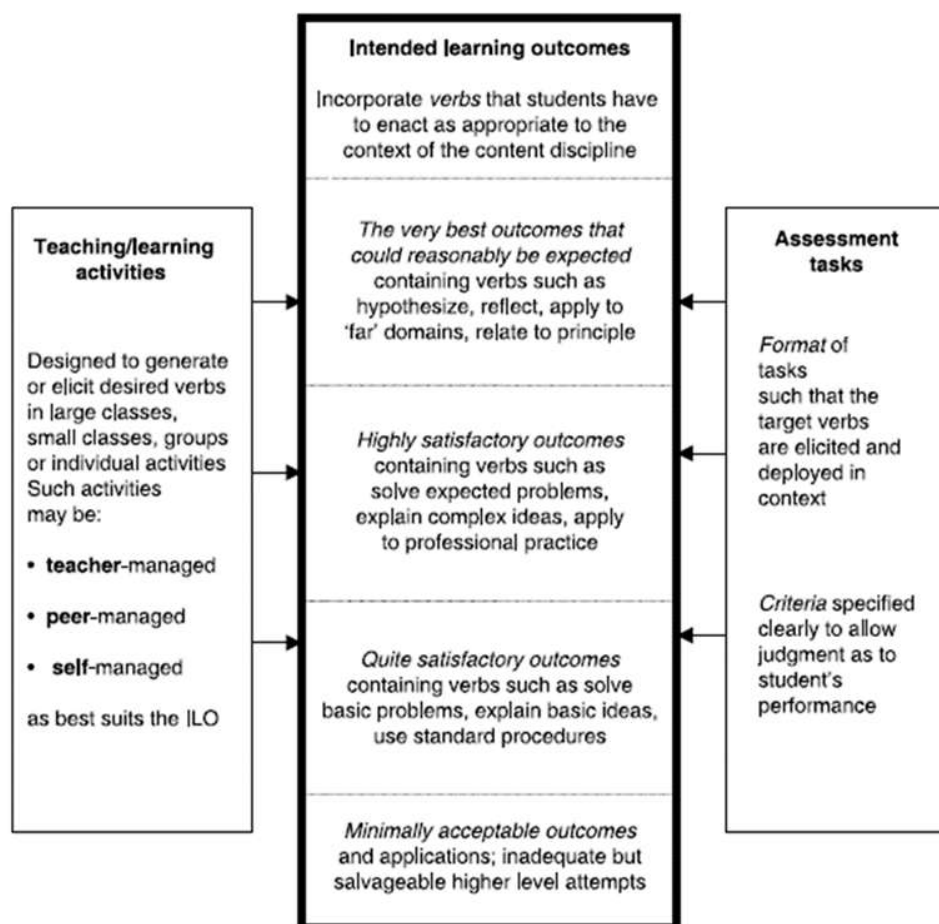 Intended learning outcomes
Incorporate verbs that students have
to enact as appropriate to the
context of the content discipline
Teaching/learning
activities
Designed to generate
or elicit desired verbs
in large classes,
small classes, groups
or individual activities
Such activities
may be:
• teacher-managed
• peer-managed
• self-managed
as best suits the ILO
The very best outcomes that
could reasonably be expected
containing verbs such as
hypothesize, reflect, apply to
‘far’ domains, relate to principle
Highly satisfactory outcomes
containing verbs such as
solve expected problems,
explain complex ideas, apply
to professional practice
Quite satisfactory outcomes
containing verbs such as solve
basic problems, explain basic ideas,
use standard procedures
Minimally acceptable outcomes
and applications; inadequate but
salvageable higher level attempts
Assessment
tasks
Format of
tasks
such that the
target verbs
are elicited and
deployed in
context
Criteria specified
clearly to allow
judgment as to
student’s
performance